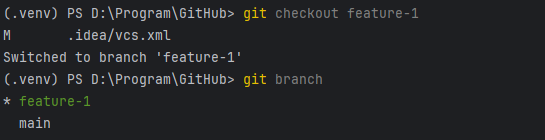 (.venv) PS D:\Program\GitHub> git checkout feature-1
M       .idea/vcs.xml
Switched to branch 'feature-1'
(.venv) PS D:\Program\GitHub> git branch
* feature-1
  main